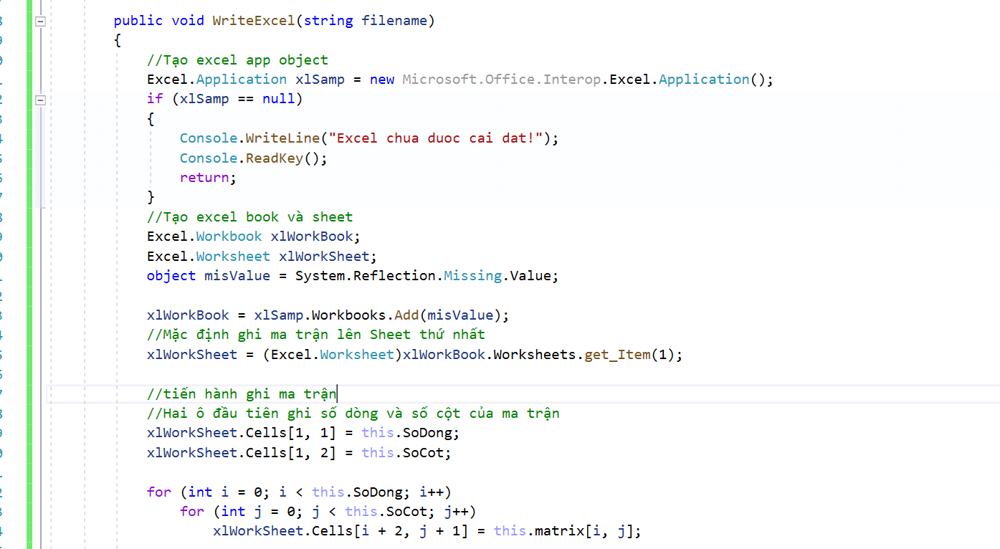 public void WriteExcel(string filename)
{
//Tạo excel app object
Excel.Application xlSamp = new Microsoft.Office.Interop.Excel.Application();
if (xlSamp == null)
{
Console.WriteLine("Excel chua duoc cai dat!");
Console.ReadKey();
return;
}
//Tạo excel book và sheet
Excel.Workbook xlWorkBook;
Excel.Worksheet xlWorkSheet;
object misValue = System.Reflection.Missing.Value;
xlWorkBook = xlSamp.Workbooks.Add(misValue);
//Mặc định ghi ma trận lên Sheet thứ nhất
xlWorkSheet = (Excel.Worksheet)xlWorkBook.Worksheets.get_Item(1);
//tiến hành ghi ma trận
//Hai ô đầu tiên ghi số dòng và số cột của ma trận
xlWorkSheet.Cells[1, 1] = this.SoDong;
xlWorkSheet.Cells[1, 2] = this.SoCot;
for (int i = 0; i < this.SoDong; i++)
for (int j = 0; j < this.SoCot; j++)
xlWorkSheet.Cells[i + 2, j + 1] = this.matrix[i, j];